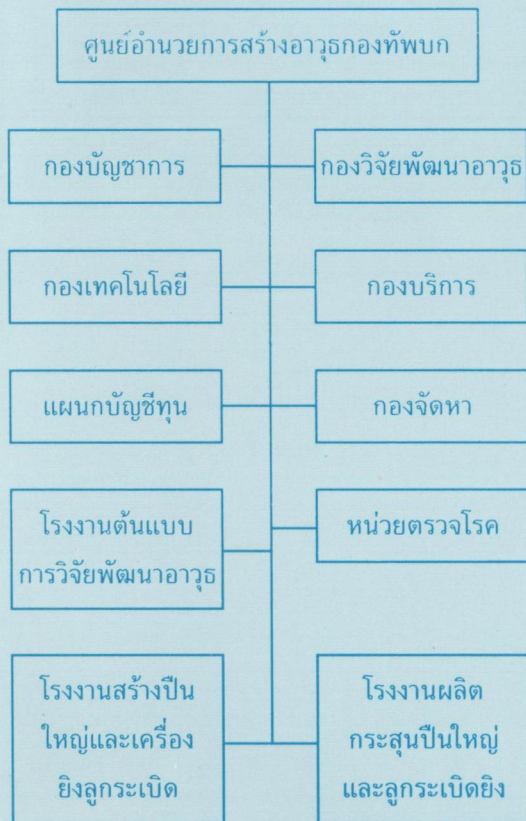 ศูนย์อำนวยการสร้างอาวุธกองทัพบก
กองบัญชาการ
กองวิจัยพัฒนาอาวุธ
กองเทคโนโลยี
กองบริการ
แผนกบัญชีทุน
กองจัดหา
โรงงานต้นแบบ
การวิจัยพัฒนาอาวุธ
หน่วยตรวจโรค
โรงงานสร้างปืน
ใหญ่และเครื่อง
ยิงลูกระเบิด
โรงงานผลิต
กระสุนปืนใหญ่
และลูกระเบิดยิง